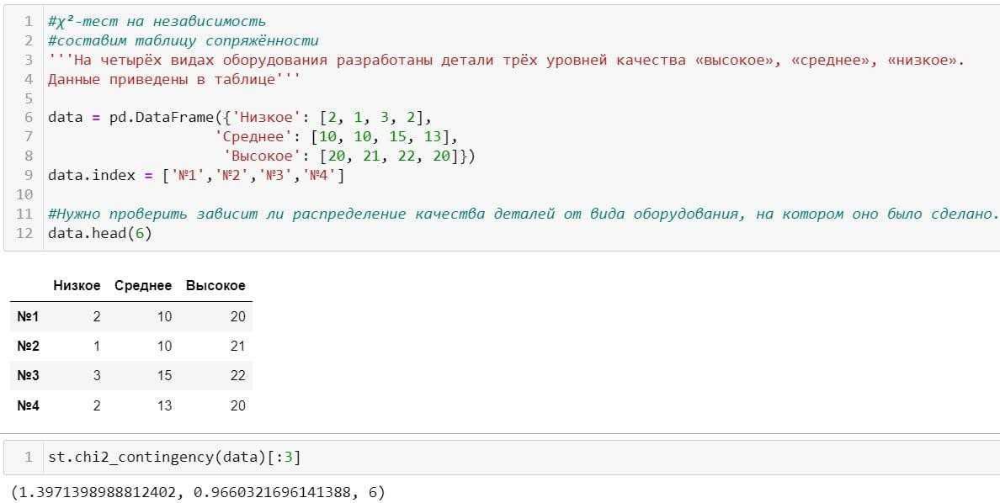 1 #χ²-тест на независимость
2 #составим таблицу сопряжённости
3 '''На четырёх видах оборудования разработаны детали трёх уровней качества «высокое», «среднее», «низкое».
4 Данные приведены в таблице'''
5
6 data = pd.DataFrame({'Низкое': [2, 1, 3, 2],
7 'Среднее': [10, 10, 15, 13],
8 'Высокое': [20, 21, 22, 20]})
9 data.index = ['№1','№2','№3','№4']
10
11 #Нужно проверить зависит ли распределение качества деталей от вида оборудования, на котором оно было сделано.
12 data.head(6)
Низкое Среднее Высокое
№1 2 10 20
№2 1 10 21
№3 3 15 22
№4 2 13 20
1 st.chi2_contingency(data)[:3]
(1.3971398988812402, 0.9660321696141388, 6)